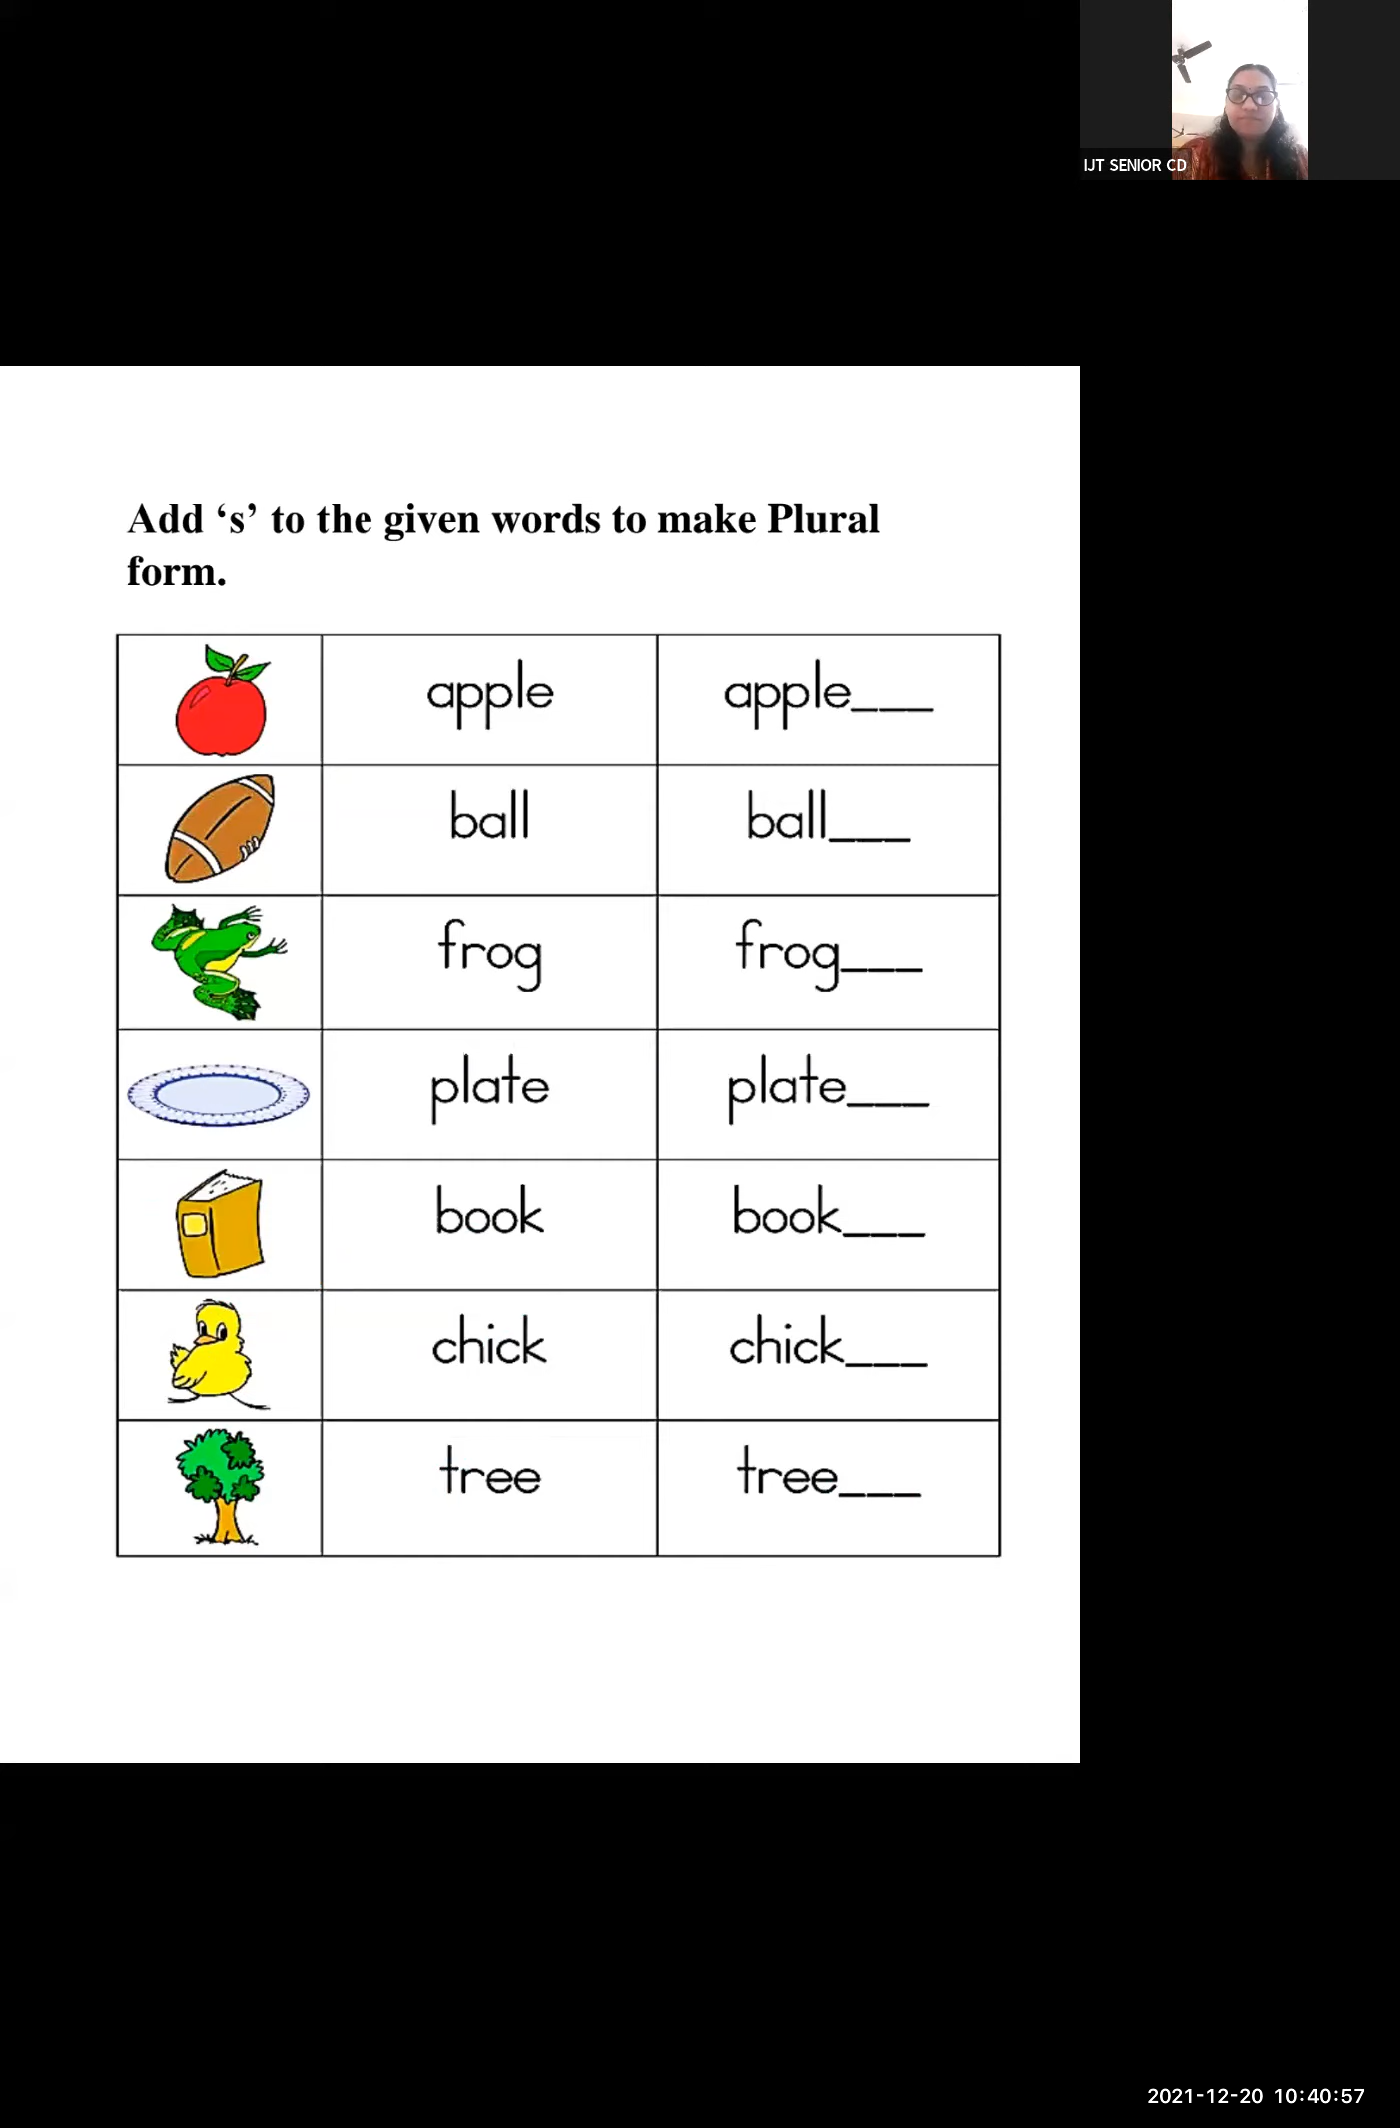 IJT SENIOR CD
Add ‘s’ to the given words to make Plural
form.
apple apple___
ball ball___
frog frog___
plate plate___
book book___
chick chick___
tree tree___
2021-12-20 10:40:57